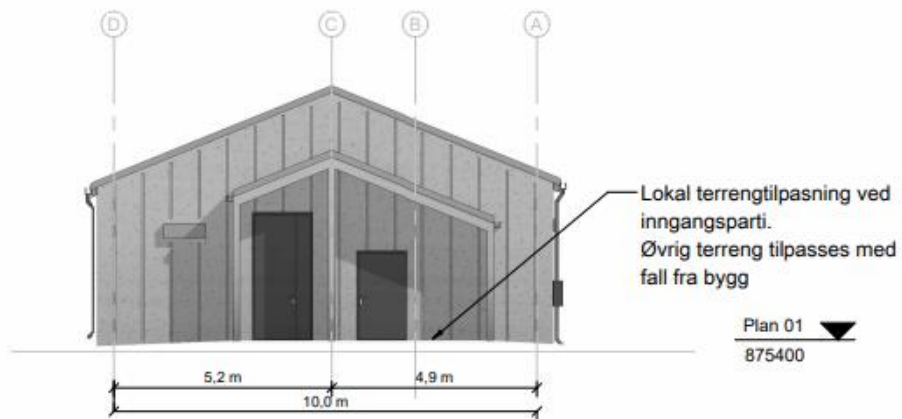 D
C
B
A
Lokal terrengtilpasning ved
inngangsparti.
Øvrig terreng tilpasses med
fall fra bygg
Plan 01
875400
5,2 m
4,9 m
10,0 m